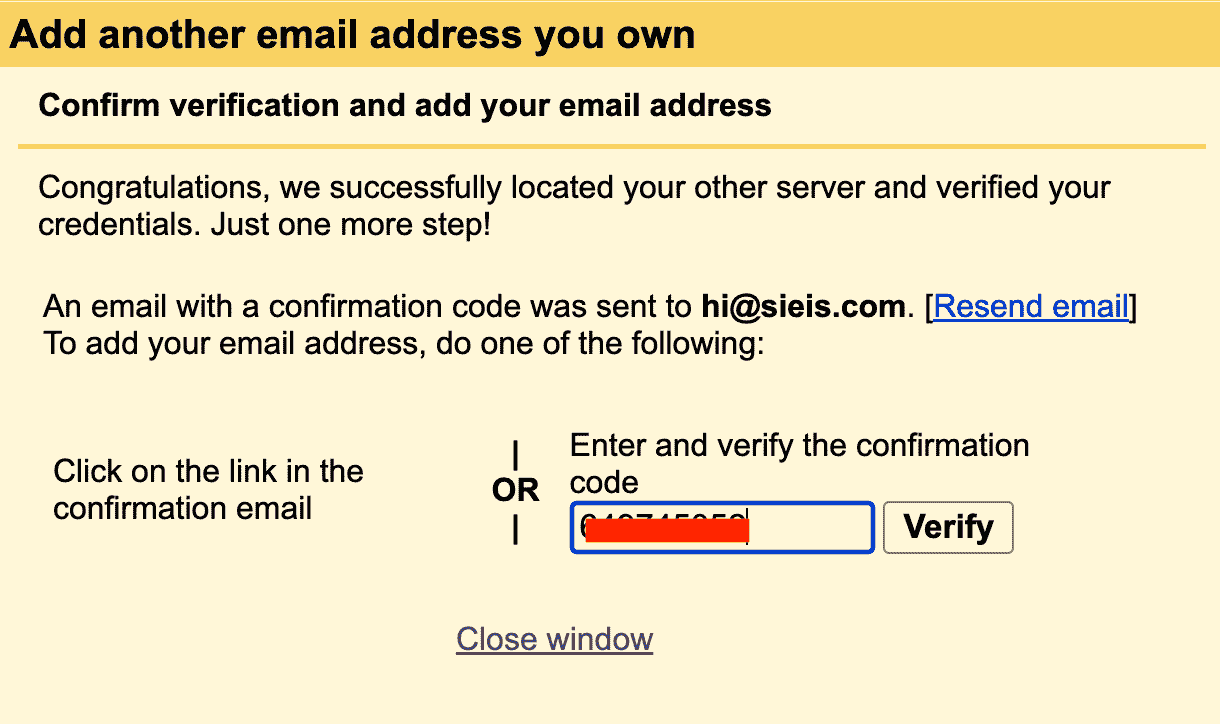 Add another email address you own
Confirm verification and add your email address
Congratulations, we successfully located your other server and verified your
credentials. Just one more step!
An email with a confirmation code was sent to hi@sieis.com. [Resend email]
To add your email address, do one of the following:
Click on the link in the
confirmation email
|
OR
|
Enter and verify the confirmation
code
Verify
Close window